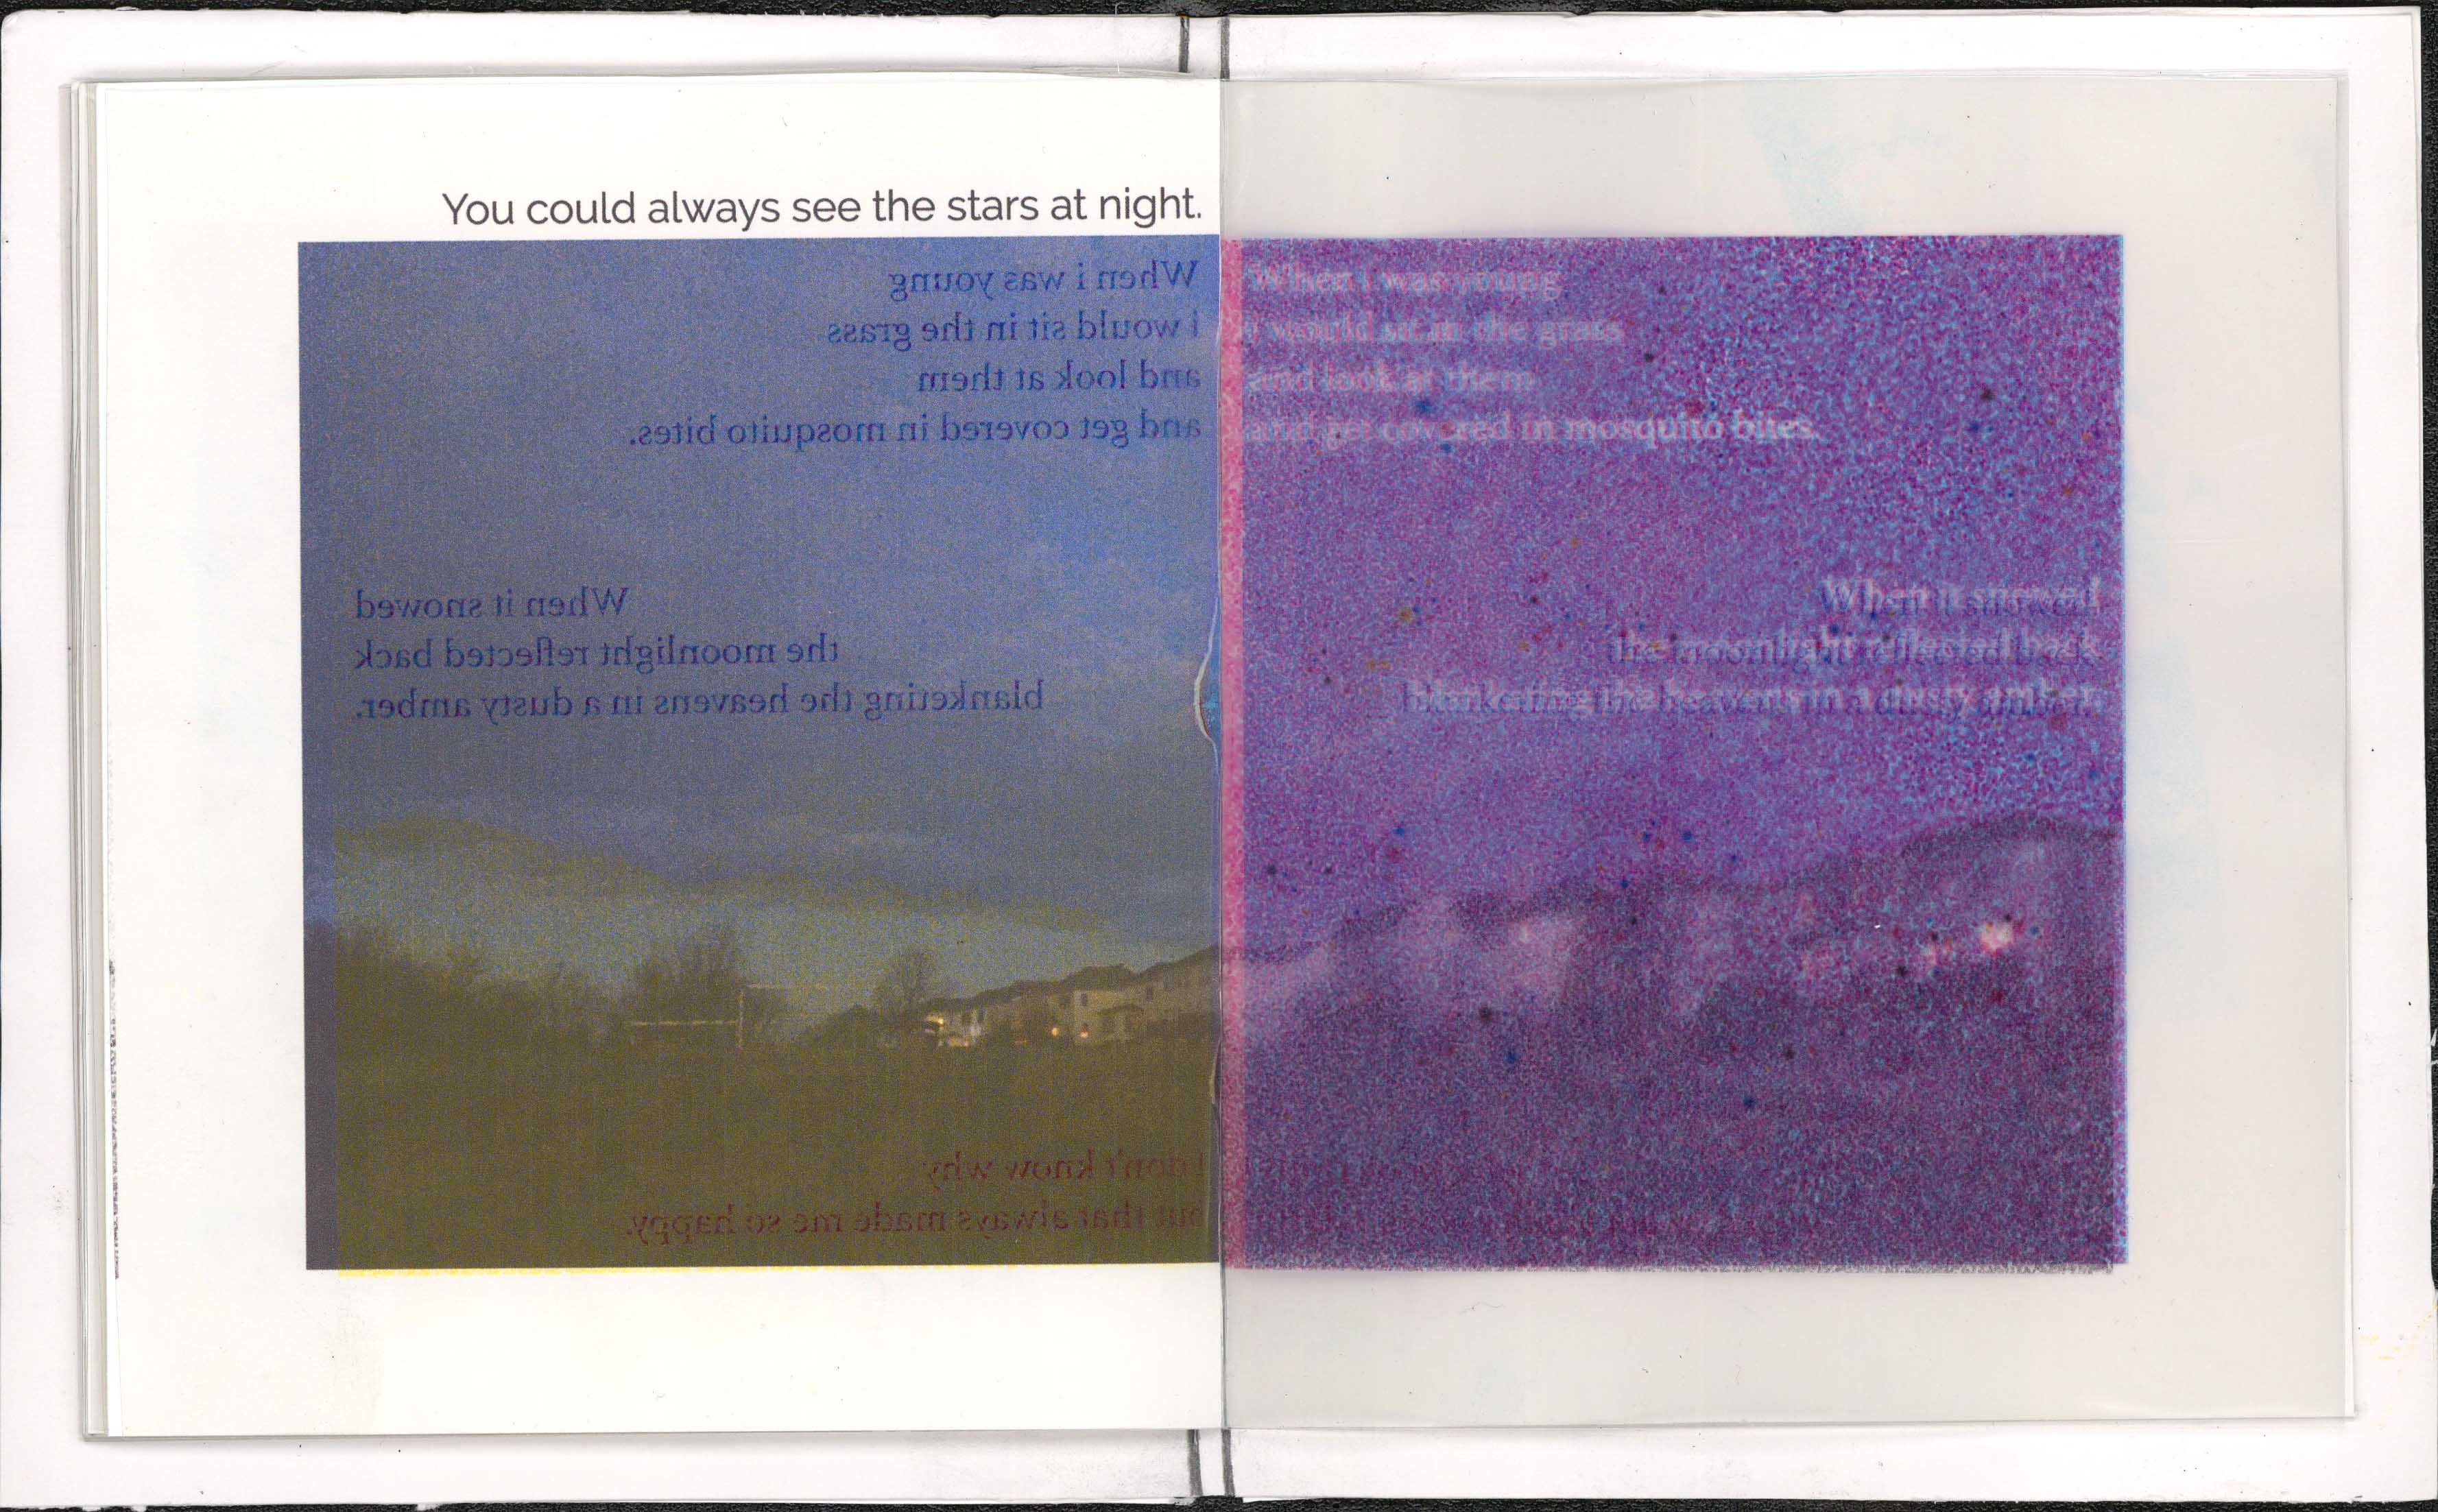 You could always see the stars at night.
When i was young
i would sit in the grass
and look at them
and get covered in mosquito bites.
When it snowed
the moonlight reflected back
blanketing the heavens in a dusty amber.
I don't know why
but that always made me so happy.
When i was young
i would sit in the grass
and look at them
and get covered in mosquito bites.
When it snowed
the moonlight reflected back
blanketing the heavens in a dusty amber.